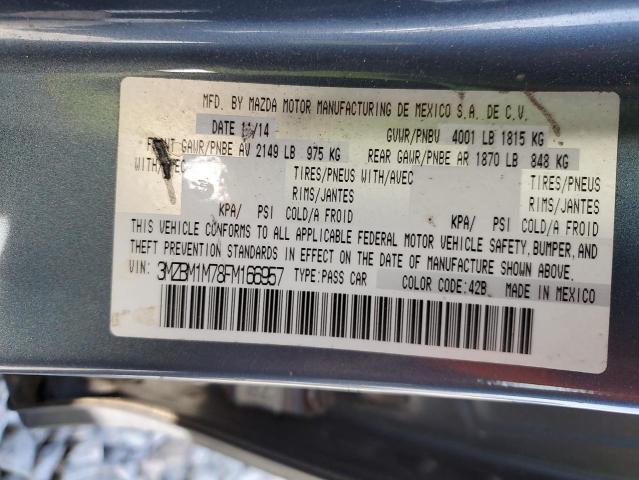 MFD. BY MAZDA MOTOR MANUFACTURING DE MEXICO S.A. DE C.V.
DATE 11/14 GVWR/PNBV 4001 LB 1815 KG
FRONT GAWR/PNBE AV 2149 LB 975 KG REAR GAWR/PNBE AR 1870 LB 848 KG
WITH/AVEC TIRES/PNEUS WITH/AVEC TIRES/PNEUS
RIMS/JANTES RIMS/JANTES
KPA/ PSI COLD/A FROID KPA/ PSI COLD/A FROID
THIS VEHICLE CONFORMS TO ALL APPLICABLE FEDERAL MOTOR VEHICLE SAFETY, BUMPER, AND
THEFT PREVENTION STANDARDS IN EFFECT ON THE DATE OF MANUFACTURE SHOWN ABOVE.
VIN: 3MZBM1M78FM166957 TYPE:PASS CAR COLOR CODE:42B MADE IN MEXICO